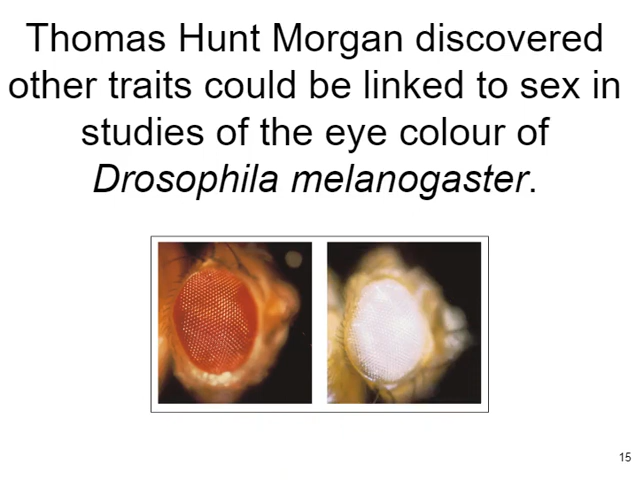 Thomas Hunt Morgan discovered
other traits could be linked to sex in
studies of the eye colour of
Drosophila melanogaster.
15